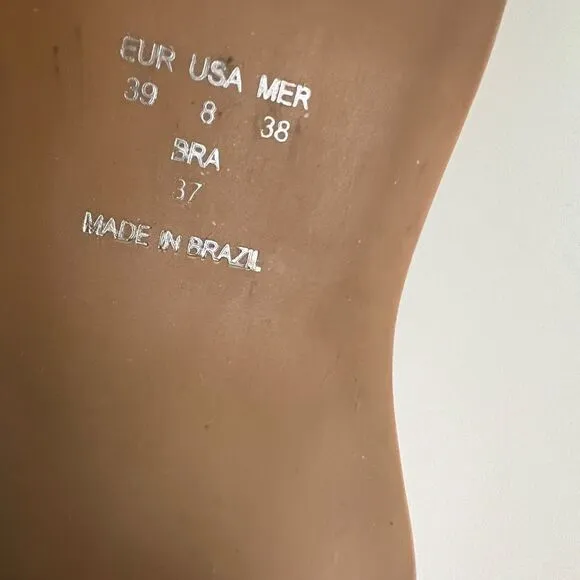 EUR USA MER
39 8 38
BRA
37
MADE IN BRAZIL